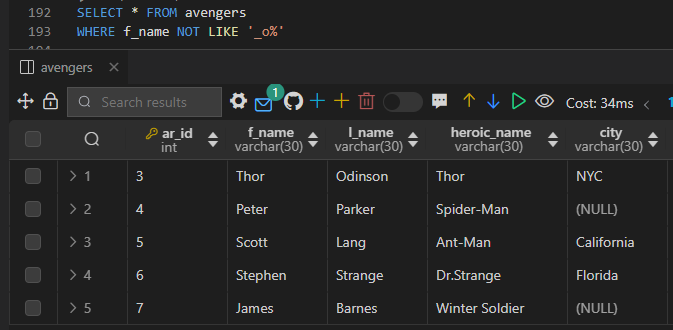 192 SELECT * FROM avengers
193 WHERE f_name NOT LIKE '_o%'
avengers
Search results 1 Cost: 34ms
ar_id f_name l_name heroic_name city
int varchar(30) varchar(30) varchar(30) varchar(30)
1 3 Thor Odinson Thor NYC
2 4 Peter Parker Spider-Man (NULL)
3 5 Scott Lang Ant-Man California
4 6 Stephen Strange Dr.Strange Florida
5 7 James Barnes Winter Soldier (NULL)